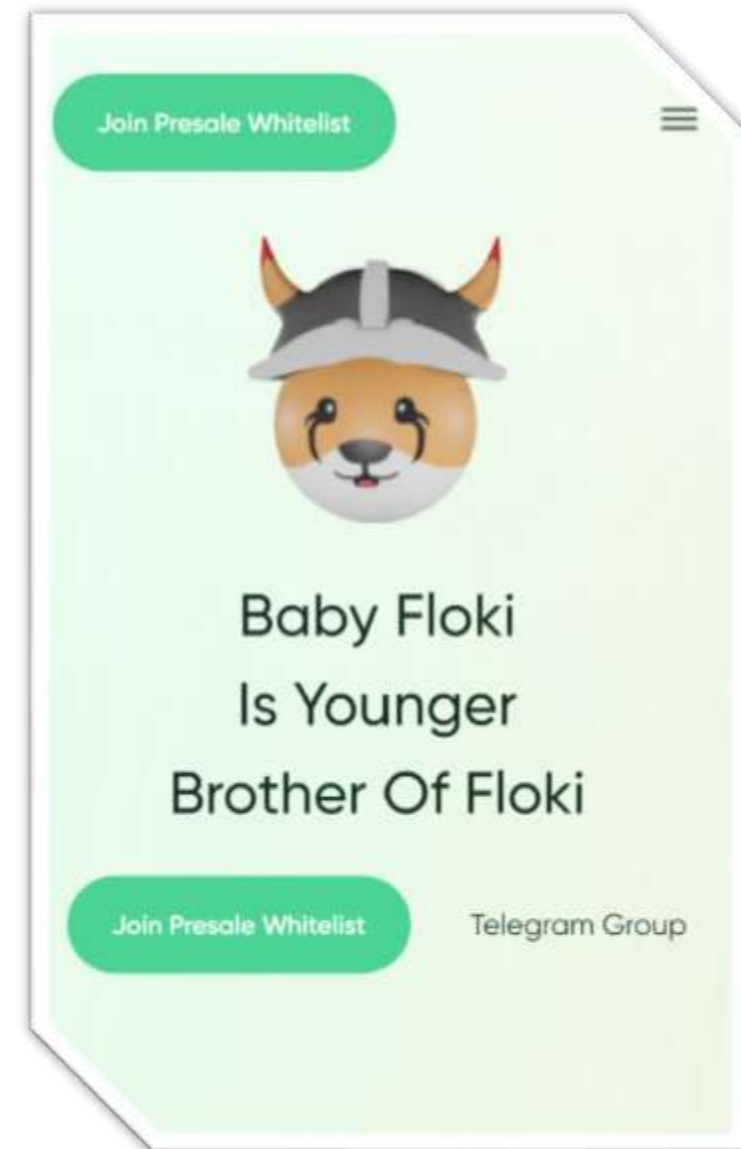 Join Presale Whitelist
Baby Floki
Is Younger
Brother Of Floki
Join Presale Whitelist
Telegram Group